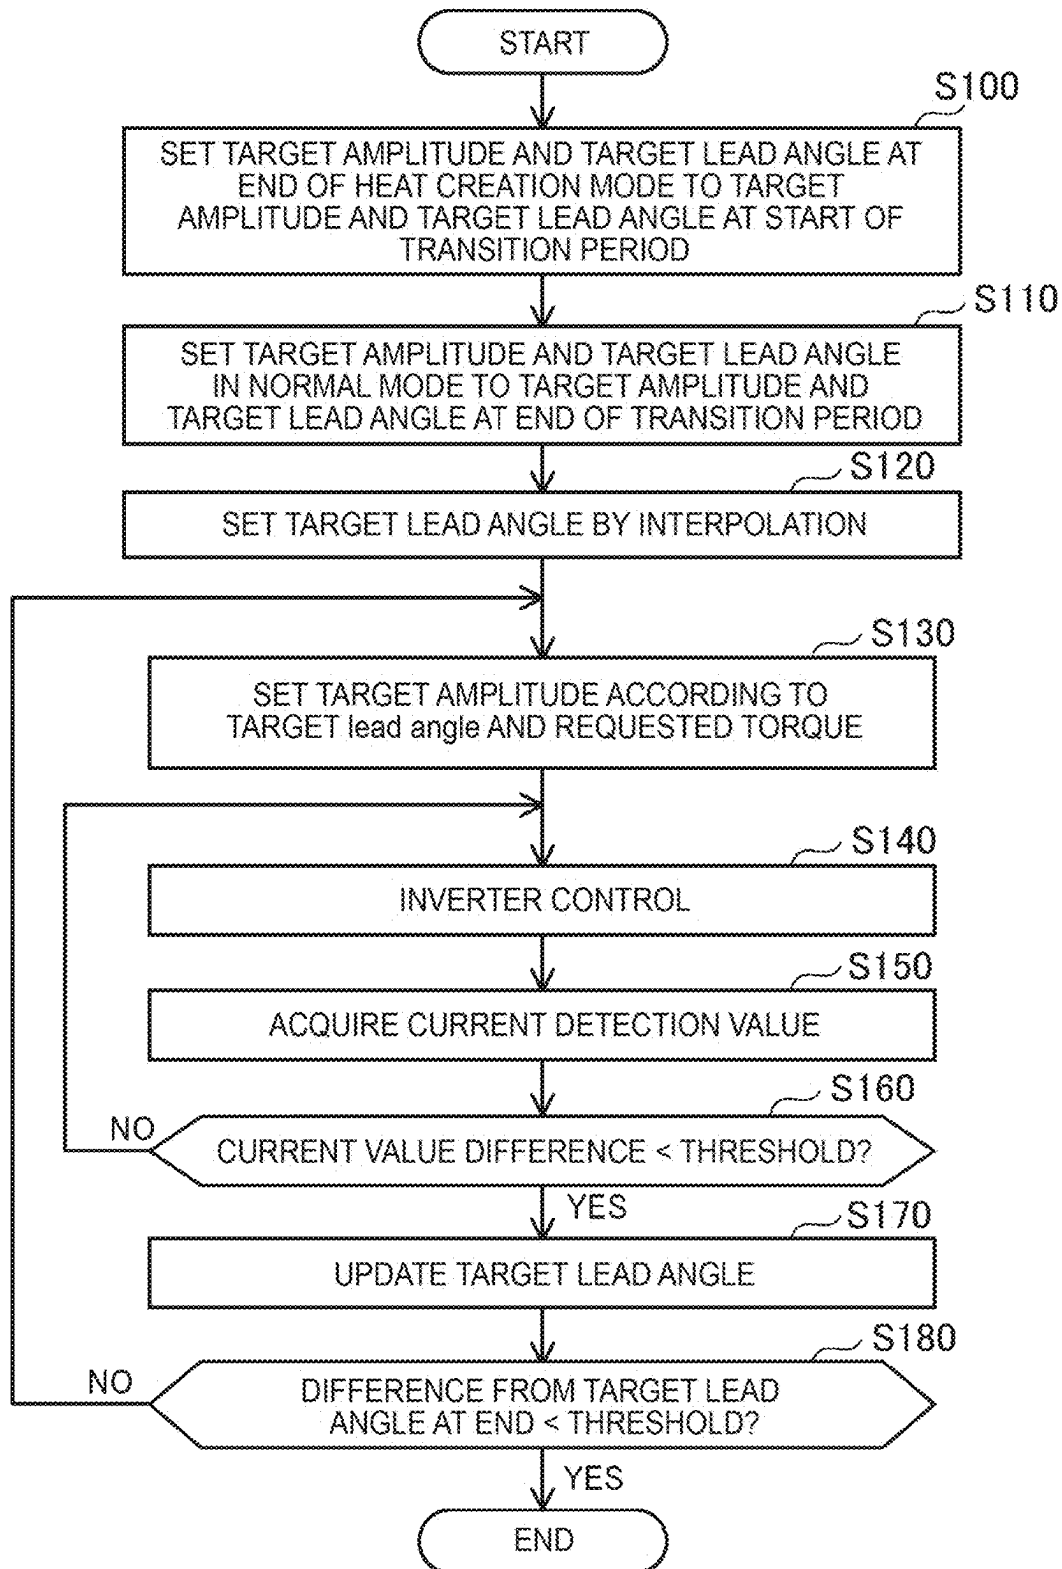 START
S100
SET TARGET AMPLITUDE AND TARGET LEAD ANGLE AT
END OF HEAT CREATION MODE TO TARGET
AMPLITUDE AND TARGET LEAD ANGLE AT START OF
TRANSITION PERIOD
S110
SET TARGET AMPLITUDE AND TARGET LEAD ANGLE
IN NORMAL MODE TO TARGET AMPLITUDE AND
TARGET LEAD ANGLE AT END OF TRANSITION PERIOD
S120
SET TARGET LEAD ANGLE BY INTERPOLATION
S130
SET TARGET AMPLITUDE ACCORDING TO
TARGET lead angle AND REQUESTED TORQUE
S140
INVERTER CONTROL
S150
ACQUIRE CURRENT DETECTION VALUE
S160
NO
CURRENT VALUE DIFFERENCE < THRESHOLD?
YES
S170
UPDATE TARGET LEAD ANGLE
S180
NO
DIFFERENCE FROM TARGET LEAD
ANGLE AT END < THRESHOLD?
YES
END